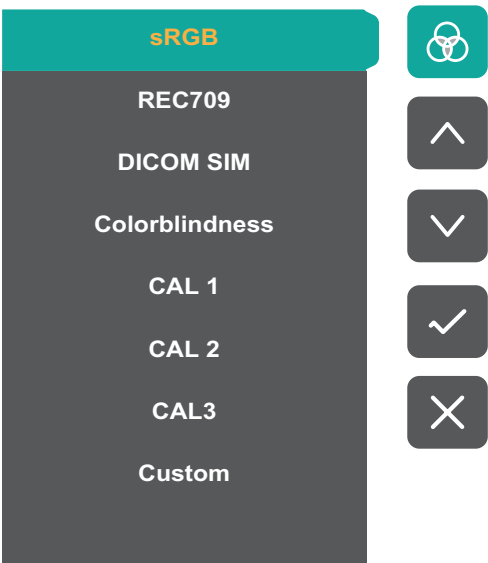 sRGB
REC709
DICOM SIM
Colorblindness
CAL 1
CAL 2
CAL3
Custom